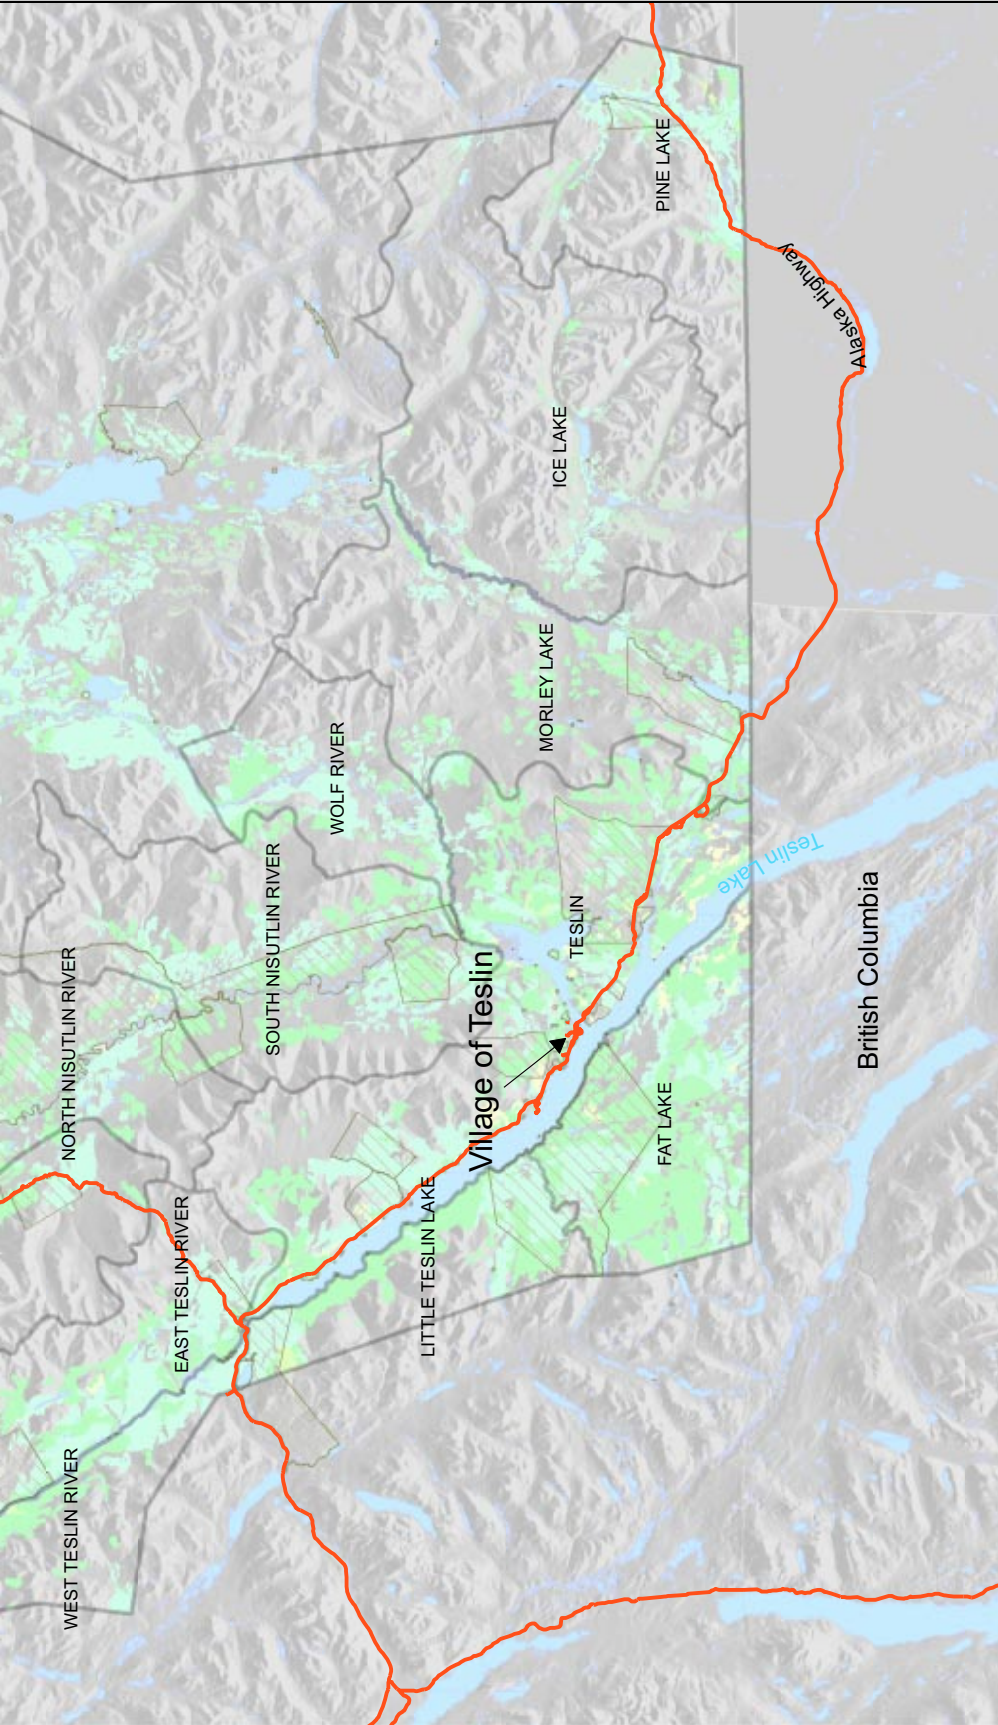 WEST TESLIN RIVER
EAST TESLIN RIVER
NORTH NISUTLIN RIVER
SOUTH NISUTLIN RIVER
WOLF RIVER
LITTLE TESLIN LAKE
Village of Teslin
MORLEY LAKE
ICE LAKE
PINE LAKE
TESLIN
FAT LAKE
Teslin Lake
Alaska Highway
British Columbia